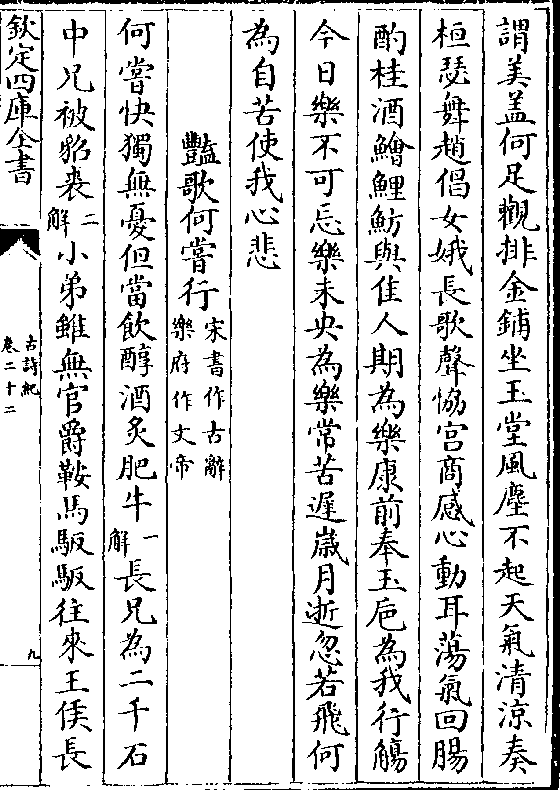 謂美蓋何足觀排金鋪坐玉堂風塵不起天氣清凉奏
桓瑟舞趙倡女娥長歌聲恊宫商感心動耳蕩氣回腸
酌桂酒鱠鯉魴與佳人期為樂康前奉玉巵為我行觴
今日樂不可忘樂未央為樂常苦遲嵗月逝忽若飛何
為自苦使我心悲
豔歌何嘗行宋書作古辭樂府作文帝
何嘗快獨無憂但當飲醇酒炙肥牛一解長兄為二千石
中兄被貂裘二解小弟雖無官爵鞍馬馺馺往來王侯長
欽定四庫全書
古詩紀
卷二十二
九